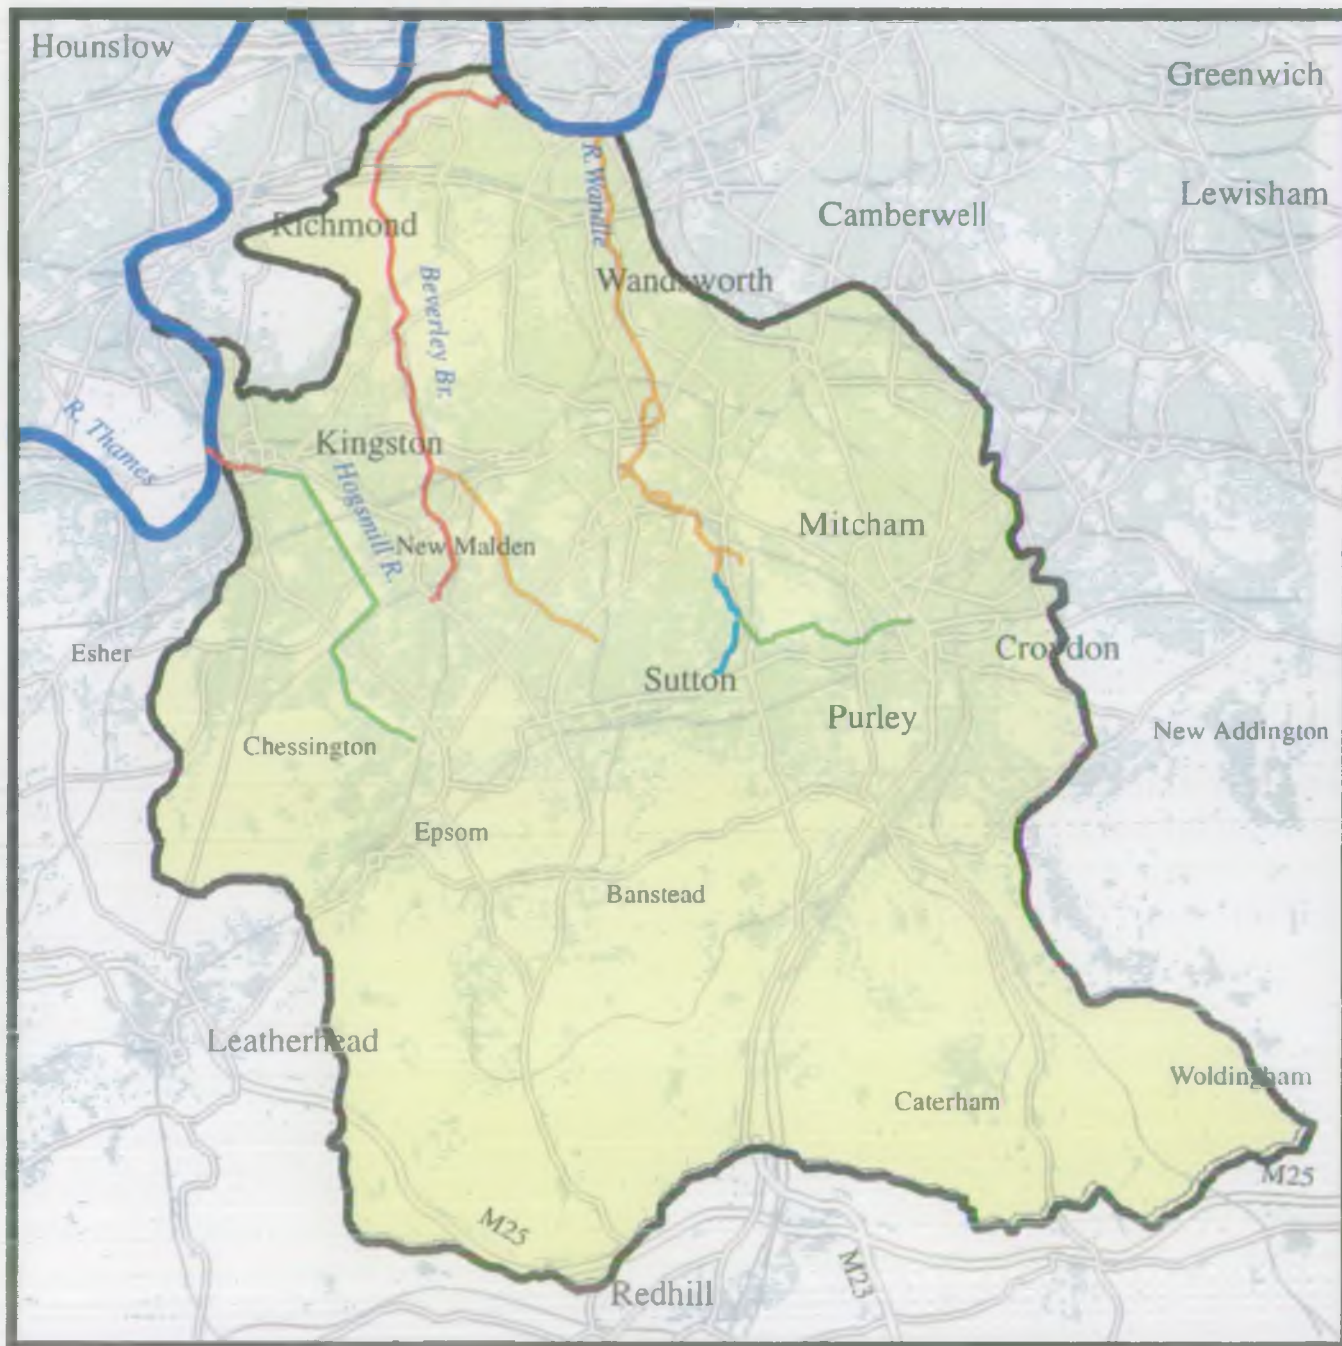 Hounslow
Greenwich
R. Wandle
Lewisham
Camberwell
Richmond
Wandsworth
Beverley Br.
R. Thames
Kingston
Hogsmill R.
Mitcham
New Malden
Esher
Croydon
Sutton
Purley
New Addington
Chessington
Epsom
Banstead
Leatherhead
Woldingham
Caterham
M25
M25
M23
Redhill